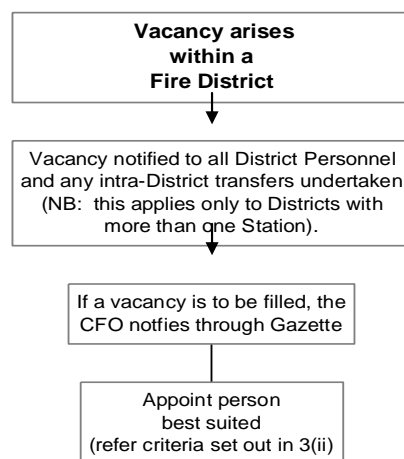 Vacancy arises
within a
Fire District
Vacancy notified to all District Personnel
and any intra-District transfers undertaken
(NB:  this applies only to Districts with
more than one Station).
If a vacancy is to be filled, the
CFO notfies through Gazette
Appoint person
best suited
(refer criteria set out in 3(ii)